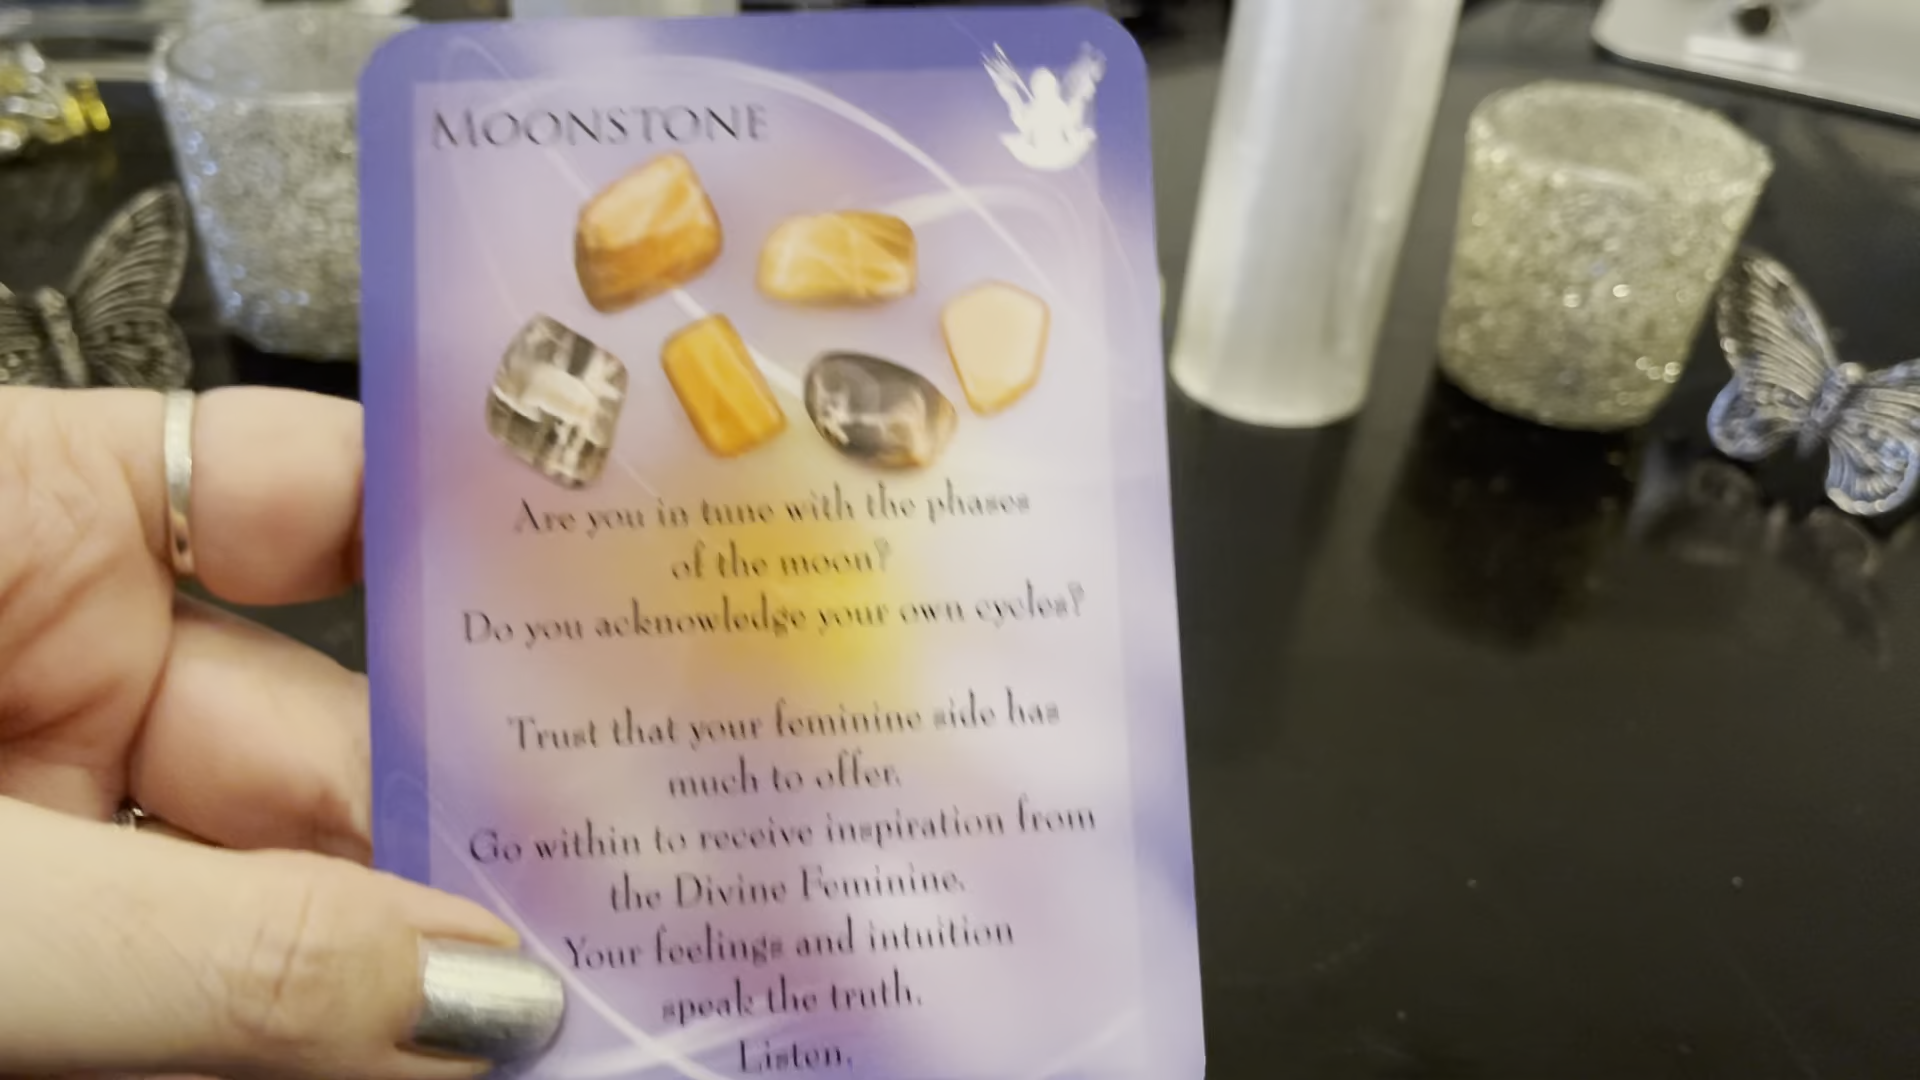 MOONSTONE
Are you in tune with the phases
of the moon?
Do you acknowledge your own cycles?
Trust that your feminine side has
much to offer.
Go within to receive inspiration from
the Divine Feminine.
Your feelings and intuition
speak the truth.
Listen.